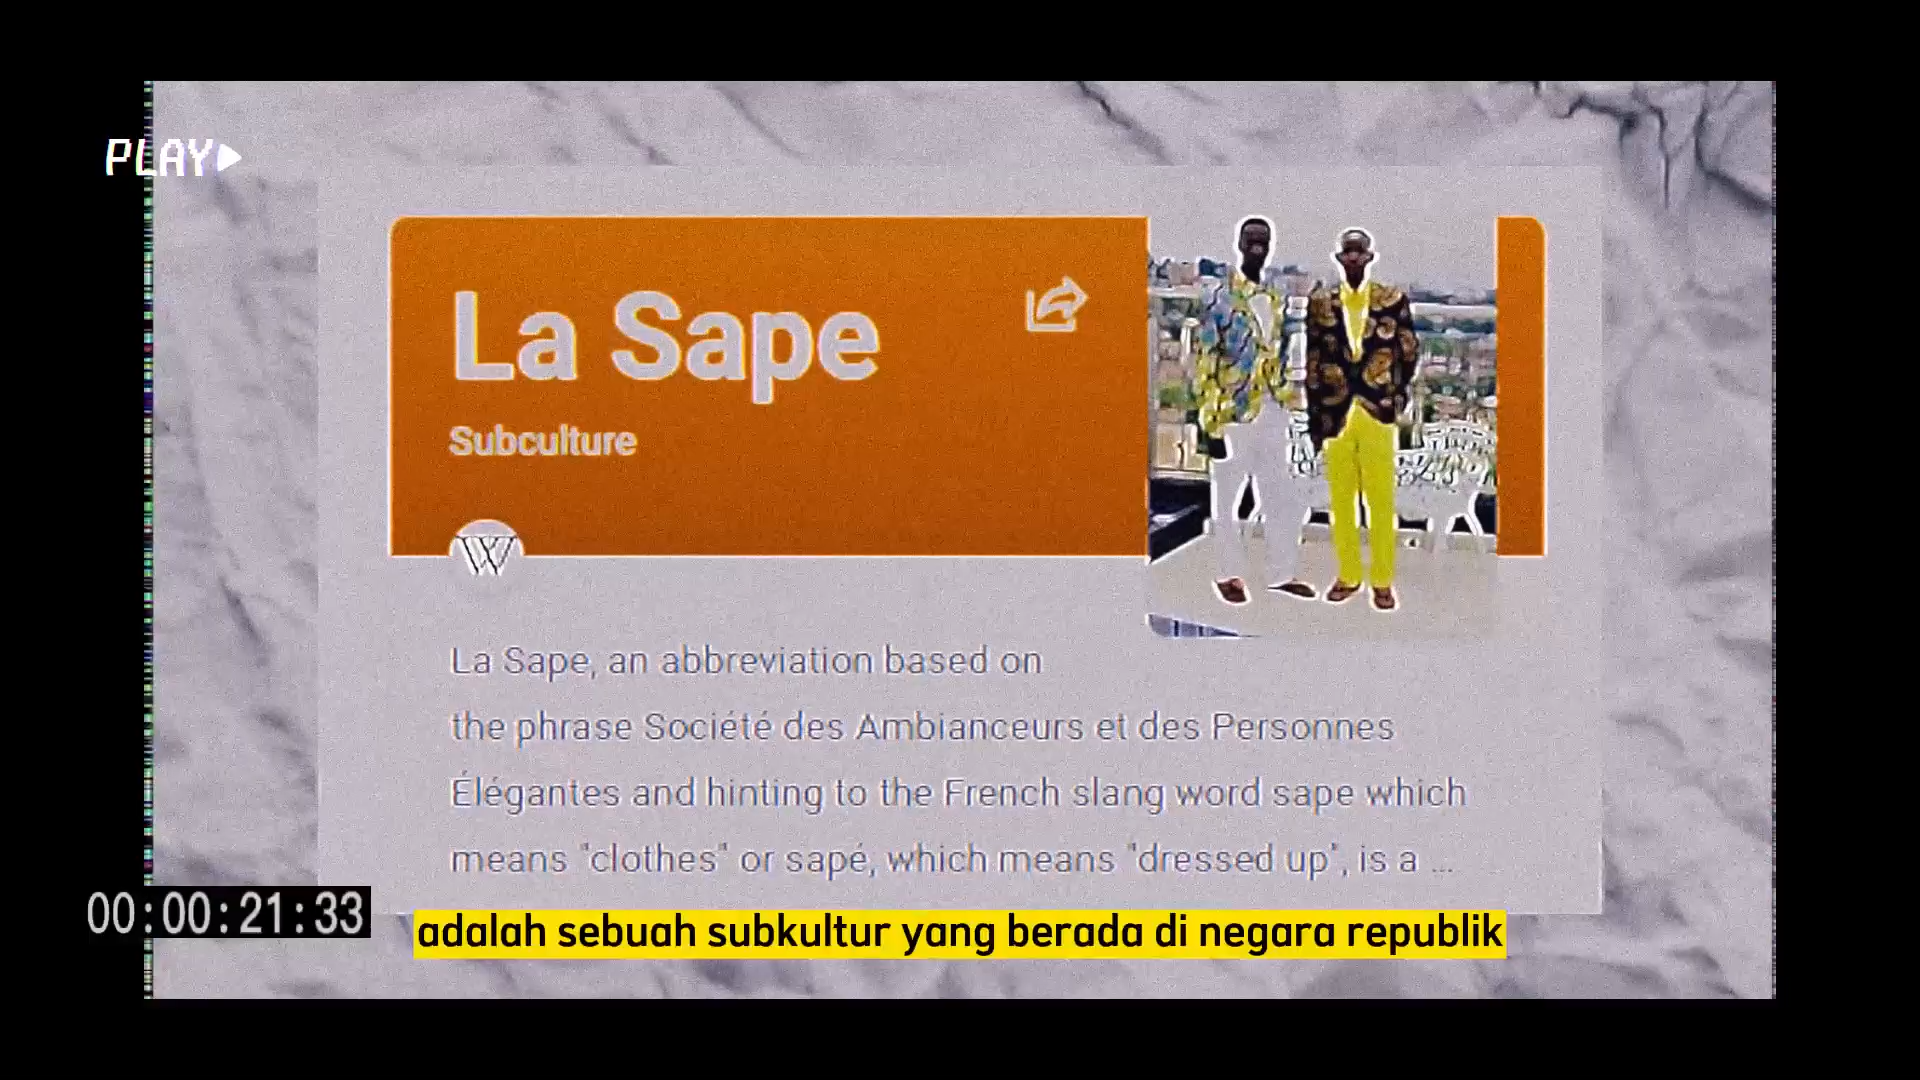 PLAY
La Sape
Subculture
W
La Sape, an abbreviation based on
the phrase Société des Ambianceurs et des Personnes
Élégantes and hinting to the French slang word sape which
means "clothes" or sapé, which means "dressed up", is a ...
00:00:21:33
adalah sebuah subkultur yang berada di negara republik